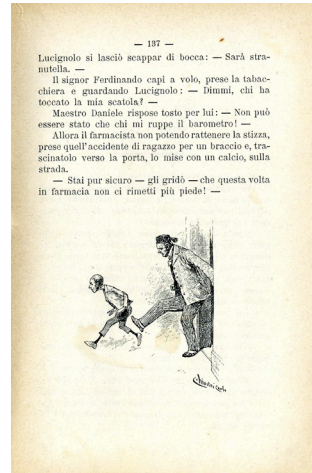 — 137 —
Lucignolo si lasciò scappar di bocca: — Sarà stra-
nutella. —
Il signor Ferdinando capì a volo, prese la tabac-
chiera e guardando Lucignolo: — Dimmi, chi ha
toccato la mia scatola? —
Maestro Daniele rispose tosto per lui: — Non può
essere stato che chi mi ruppe il barometro! —
Allora il farmacista non potendo rattenere la stizza,
prese quell'accidente di ragazzo per un braccio e, tra-
scinatolo verso la porta, lo mise con un calcio, sulla
strada.
— Stai pur sicuro — gli gridò — che questa volta
in farmacia non ci rimetti più piede! —